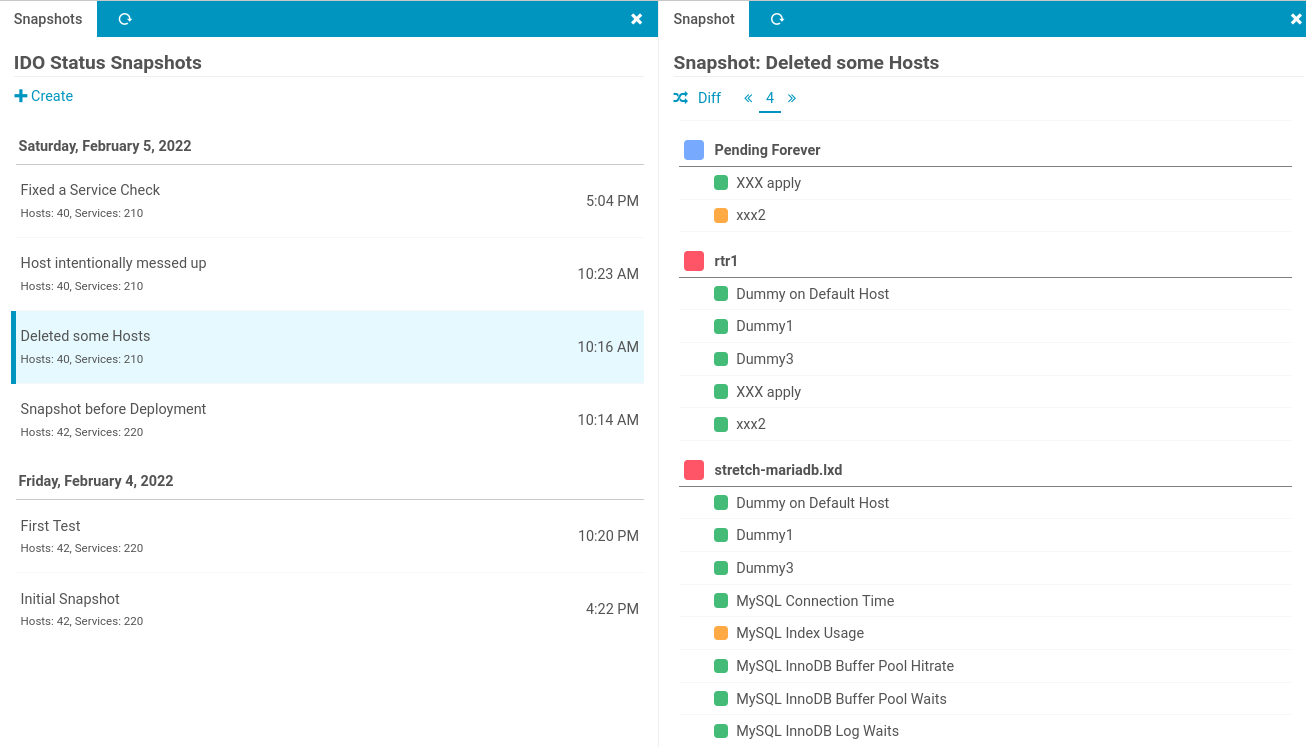 Snapshots
IDO Status Snapshots
Create
Saturday, February 5, 2022
Fixed a Service Check
Hosts: 40, Services: 210
5:04 PM
Host intentionally messed up
Hosts: 40, Services: 210
10:23 AM
Deleted some Hosts
Hosts: 40, Services: 210
10:16 AM
Snapshot before Deployment
Hosts: 42, Services: 220
10:14 AM
Friday, February 4, 2022
First Test
Hosts: 42, Services: 220
10:20 PM
Initial Snapshot
Hosts: 42, Services: 220
4:22 PM
Snapshot
Snapshot: Deleted some Hosts
Diff « 4 »
Pending Forever
XXX apply
xxx2
rtr1
Dummy on Default Host
Dummy1
Dummy3
XXX apply
xxx2
stretch-mariadb.lxd
Dummy on Default Host
Dummy1
Dummy3
MySQL Connection Time
MySQL Index Usage
MySQL InnoDB Buffer Pool Hitrate
MySQL InnoDB Buffer Pool Waits
MySQL InnoDB Log Waits